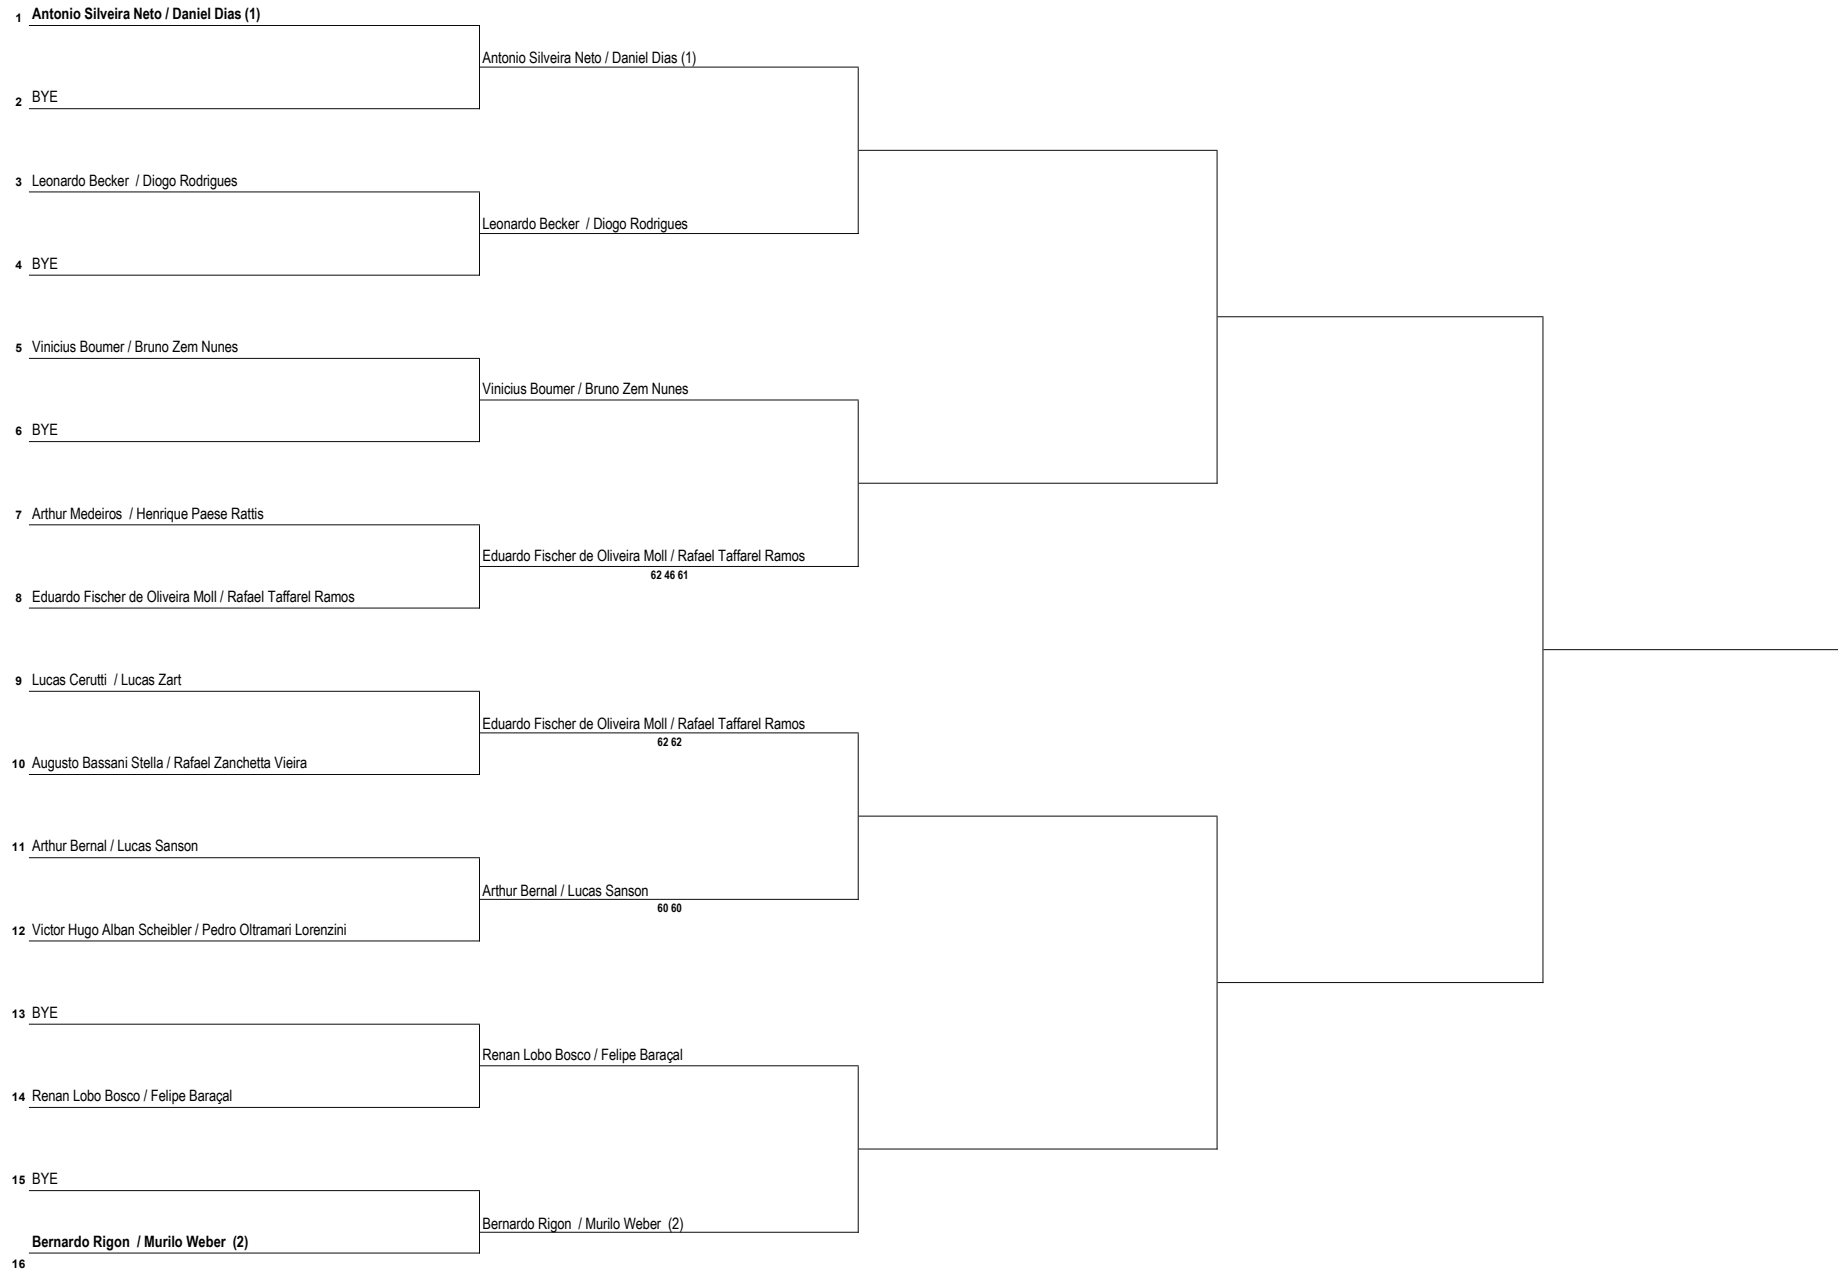 1 Antonio Silveira Neto / Daniel Dias (1)
Antonio Silveira Neto / Daniel Dias (1)
2 BYE
3 Leonardo Becker / Diogo Rodrigues
Leonardo Becker / Diogo Rodrigues
4 BYE
5 Vinicius Boumer / Bruno Zem Nunes
Vinicius Boumer / Bruno Zem Nunes
6 BYE
7 Arthur Medeiros / Henrique Paese Rattis
Eduardo Fischer de Oliveira Moll / Rafael Taffarel Ramos
62 46 61
8 Eduardo Fischer de Oliveira Moll / Rafael Taffarel Ramos
9 Lucas Cerutti / Lucas Zart
Eduardo Fischer de Oliveira Moll / Rafael Taffarel Ramos
62 62
10 Augusto Bassani Stella / Rafael Zanchetta Vieira
11 Arthur Bernal / Lucas Sanson
Arthur Bernal / Lucas Sanson
60 60
12 Victor Hugo Alban Scheibler / Pedro Oltramari Lorenzini
13 BYE
Renan Lobo Bosco / Felipe Baraçal
14 Renan Lobo Bosco / Felipe Baraçal
15 BYE
Bernardo Rigon / Murilo Weber (2)
Bernardo Rigon / Murilo Weber (2)
16